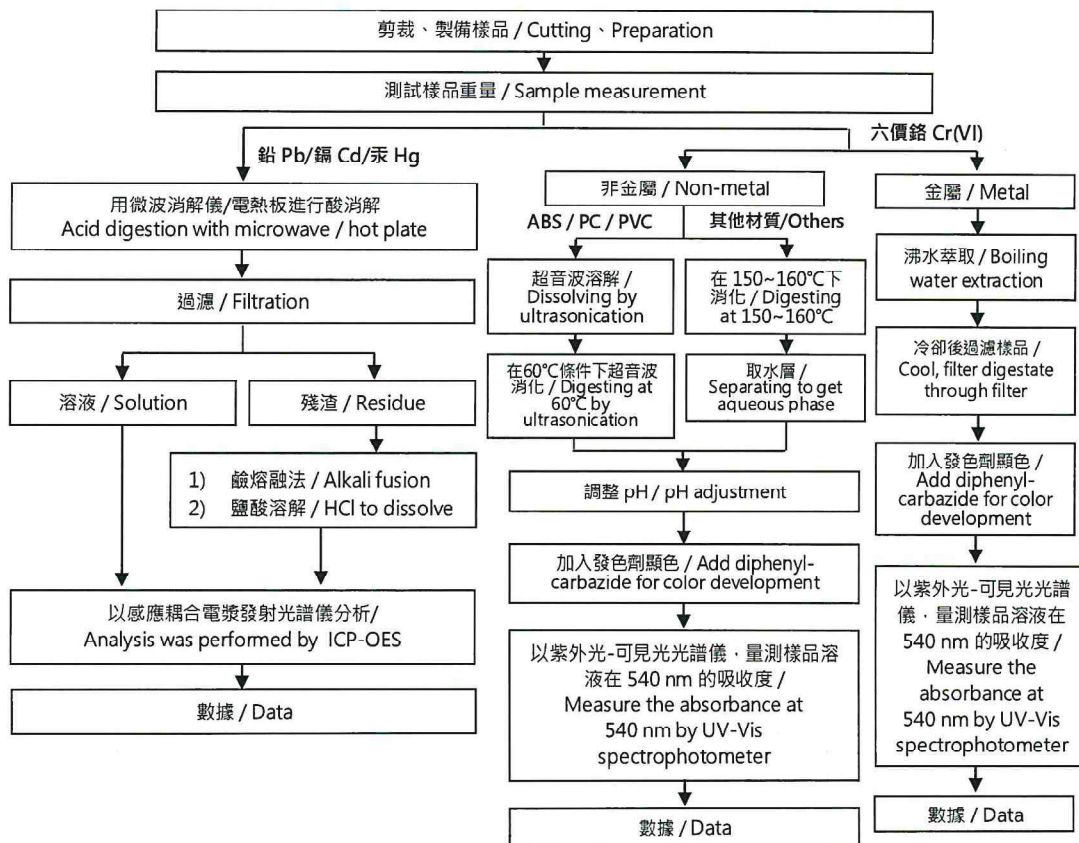 剪裁、製備樣品 / Cutting、Preparation
測試樣品重量 / Sample measurement
鉛 Pb/鎘 Cd/汞 Hg
六價鉻 Cr(VI)
用微波消解儀/電熱板進行酸消解
Acid digestion with microwave / hot plate
過濾 / Filtration
溶液 / Solution
殘渣 / Residue
1) 鹼熔融法 / Alkali fusion
2) 鹽酸溶解 / HCl to dissolve
以感應耦合電漿發射光譜儀分析/
Analysis was performed by ICP-OES
數據 / Data
非金屬 / Non-metal
ABS / PC / PVC
其他材質/Others
超音波溶解 /
Dissolving by
ultrasonication
在60℃條件下超音波
消化 / Digesting at
60℃ by
ultrasonication
在 150~160℃下
消化 / Digesting
at 150~160℃
取水層 /
Separating to get
aqueous phase
調整 pH / pH adjustment
加入發色劑顯色 / Add diphenyl-
carbazide for color development
以紫外光-可見光光譜儀，量測樣品溶
液在 540 nm 的吸收度 /
Measure the absorbance at
540 nm by UV-Vis
spectrophotometer
數據 / Data
金屬 / Metal
沸水萃取 / Boiling
water extraction
冷卻後過濾樣品 /
Cool, filter digestate
through filter
加入發色劑顯色 /
Add diphenyl-
carbazide for color
development
以紫外光-可見光光譜
儀，量測樣品溶液在
540 nm 的吸收度 /
Measure the
absorbance at
540 nm by UV-Vis
spectrophotometer
數據 / Data